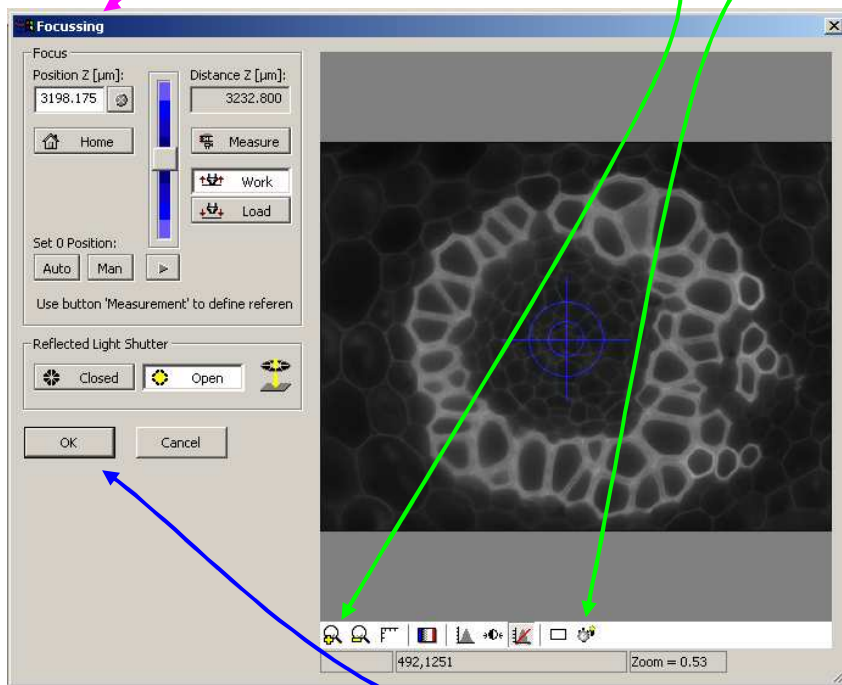 Focussing
Focus
Position Z [µm]:
Distance Z [µm]:
3198.175
3232.800
Home
Measure
Work
Load
Set 0 Position:
Auto
Man
Use button 'Measurement' to define referen
Reflected Light Shutter
Closed
Open
OK
Cancel
492,1251
Zoom = 0.53